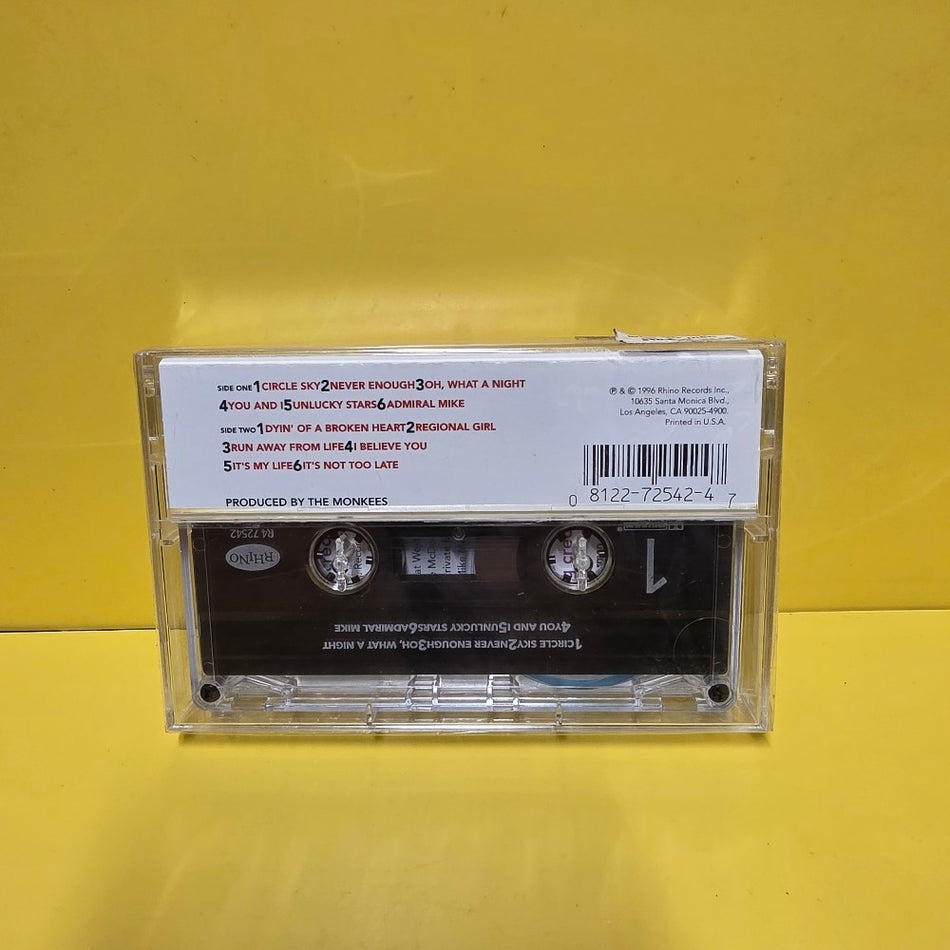 SIDE ONE 1 CIRCLE SKY 2 NEVER ENOUGH 3 OH, WHAT A NIGHT
4 YOU AND I 5 UNLUCKY STARS 6 ADMIRAL MIKE
SIDE TWO 1 DYIN' OF A BROKEN HEART 2 REGIONAL GIRL
3 RUN AWAY FROM LIFE 4 I BELIEVE YOU
5 IT'S MY LIFE 6 IT'S NOT TOO LATE
PRODUCED BY THE MONKEES
℗ & © 1996 Rhino Records Inc.,
10635 Santa Monica Blvd.,
Los Angeles, CA 90025-4900.
Printed in U.S.A.
0 8122-72542-4 7
R4 72542
RHINO
1
1 CIRCLE SKY 2 NEVER ENOUGH 3 OH, WHAT A NIGHT
4 YOU AND I 5 UNLUCKY STARS 6 ADMIRAL MIKE